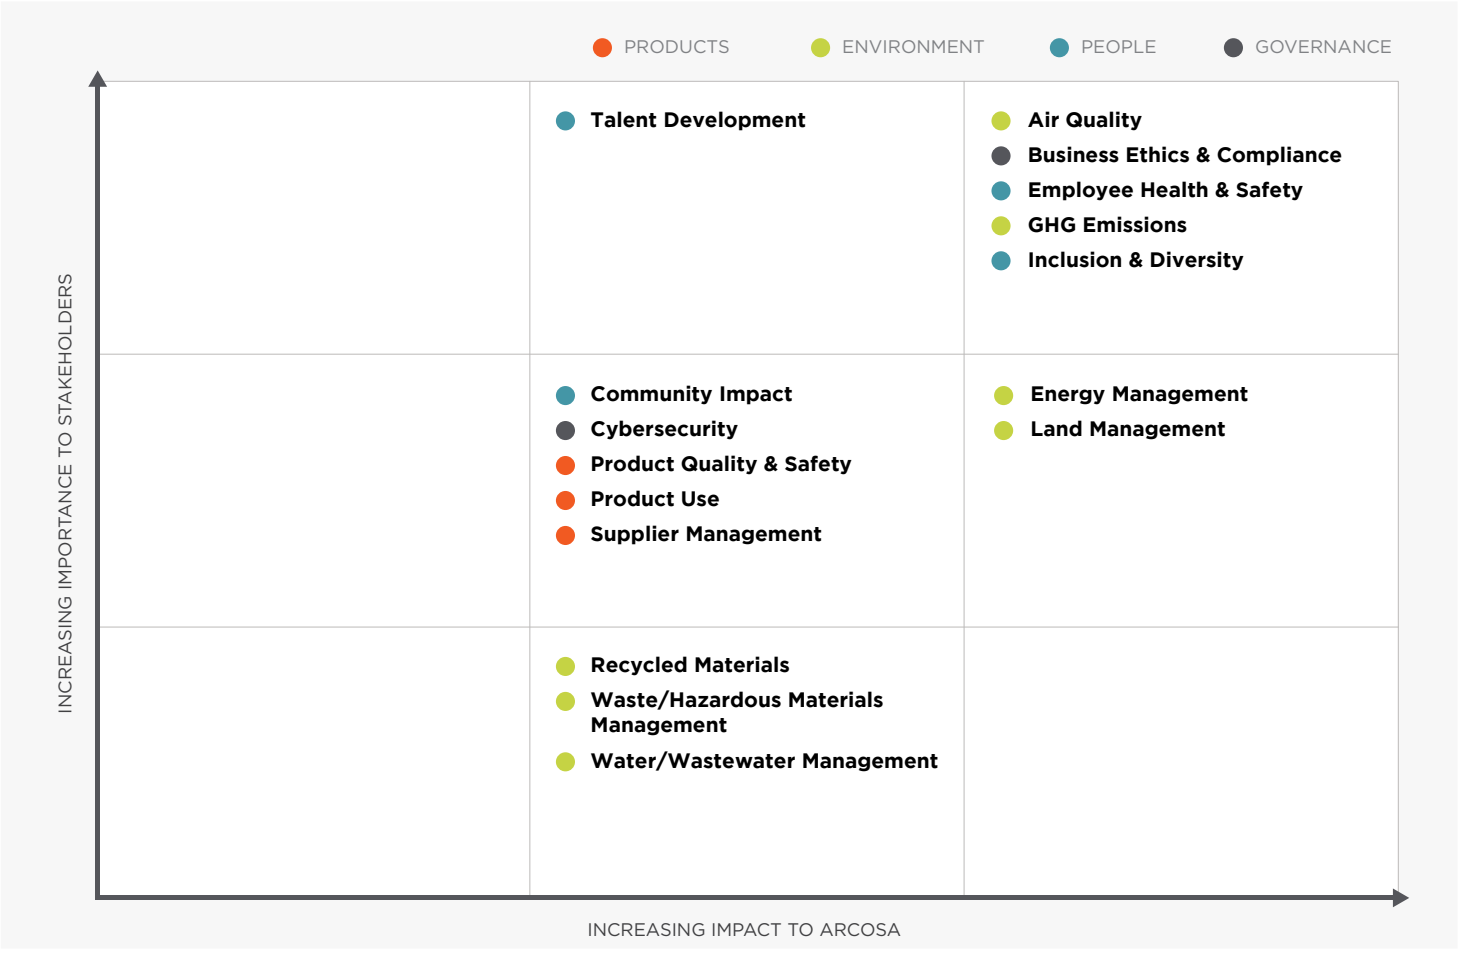 PRODUCTS
ENVIRONMENT
PEOPLE
GOVERNANCE
INCREASING IMPORTANCE TO STAKEHOLDERS
Talent Development
Air Quality
Business Ethics & Compliance
Employee Health & Safety
GHG Emissions
Inclusion & Diversity
Community Impact
Cybersecurity
Product Quality & Safety
Product Use
Supplier Management
Energy Management
Land Management
Recycled Materials
Waste/Hazardous Materials
Management
Water/Wastewater Management
INCREASING IMPACT TO ARCOSA